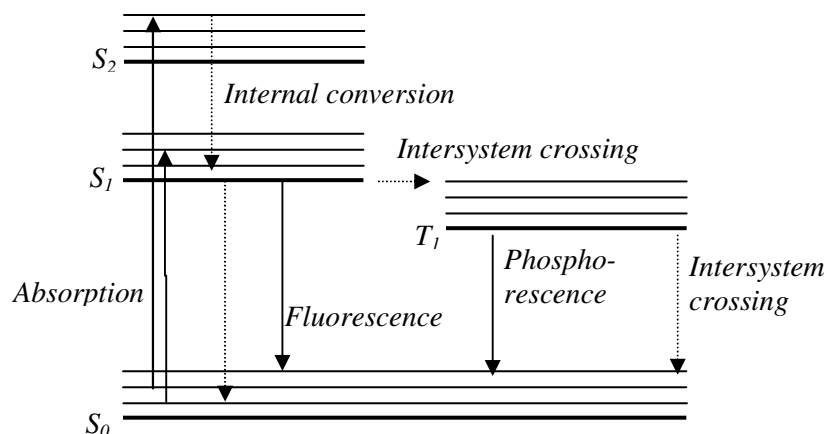 S2
Internal conversion
Intersystem crossing
S1
T1
Phospho-
rescence
Intersystem
crossing
Absorption
Fluorescence
S0